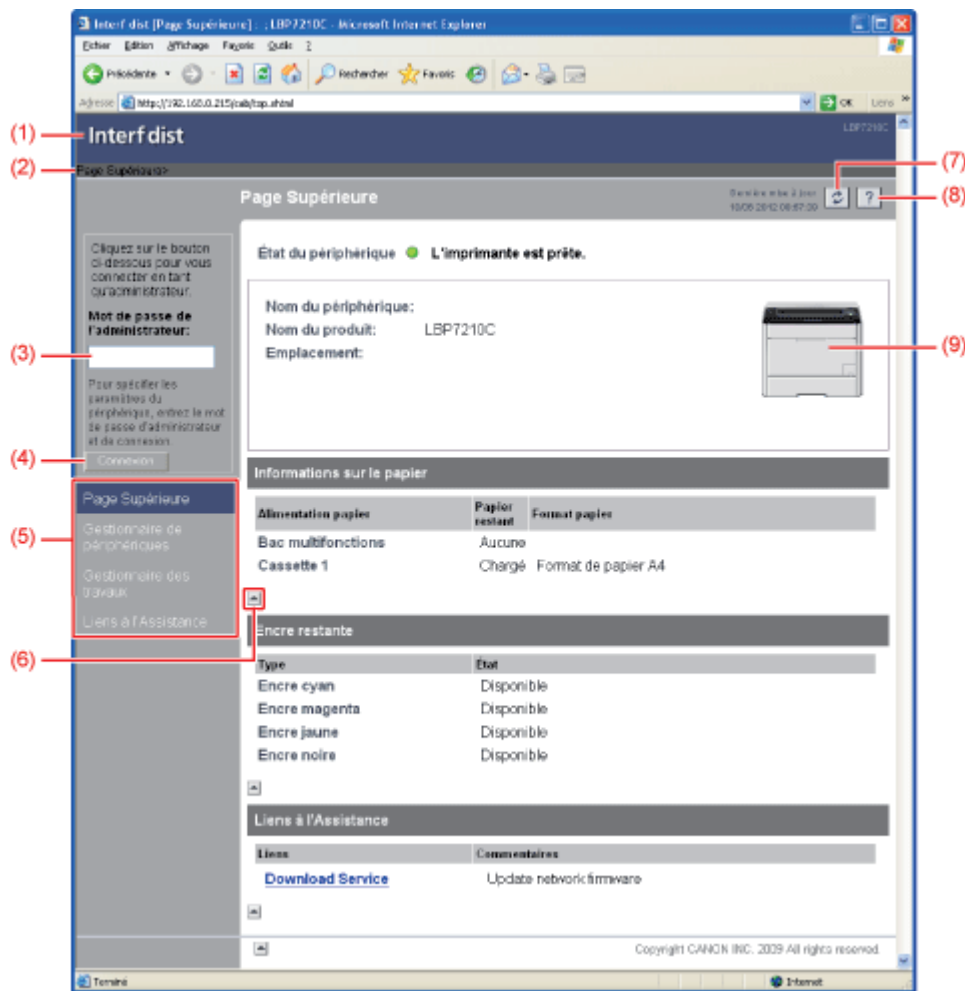 Interf dist [Page Supérieure] : ; LBP7210C - Microsoft Internet Explorer
Fichier Edition Affichage Favoris Outils ?
Précédente Rechercher Favoris
Adresse http://192.168.0.215/ OK Liens »
(1) Interf dist LBP7210C
(2) Page Supérieure>
(7)
Page Supérieure Dernière mise à jour
?
(8)
Cliquez sur le bouton
ci-dessous pour vous
connecter en tant
qu'administrateur.
Mot de passe de
l'administrateur:
(3)
Pour spécifier les
paramètres du
périphérique, entrez le mot
de passe d'administrateur
et de connexion.
(4) Connexion
(5)
Page Supérieure
Gestionnaire de
périphériques
Gestionnaire des
travaux
Liens à l'Assistance
(6)
État du périphérique L'imprimante est prête.
Nom du périphérique:
Nom du produit: LBP7210C
Emplacement:
(9)
Informations sur le papier
Alimentation papier Papier restant Format papier
Bac multifonctions Aucune
Cassette 1 Chargé Format de papier A4
Encre restante
Type État
Encre cyan Disponible
Encre magenta Disponible
Encre jaune Disponible
Encre noire Disponible
Liens à l'Assistance
Liens Commentaires
Download Service Update network firmware
Copyright CANON INC. 2009 All rights reserved.
Terminé Internet